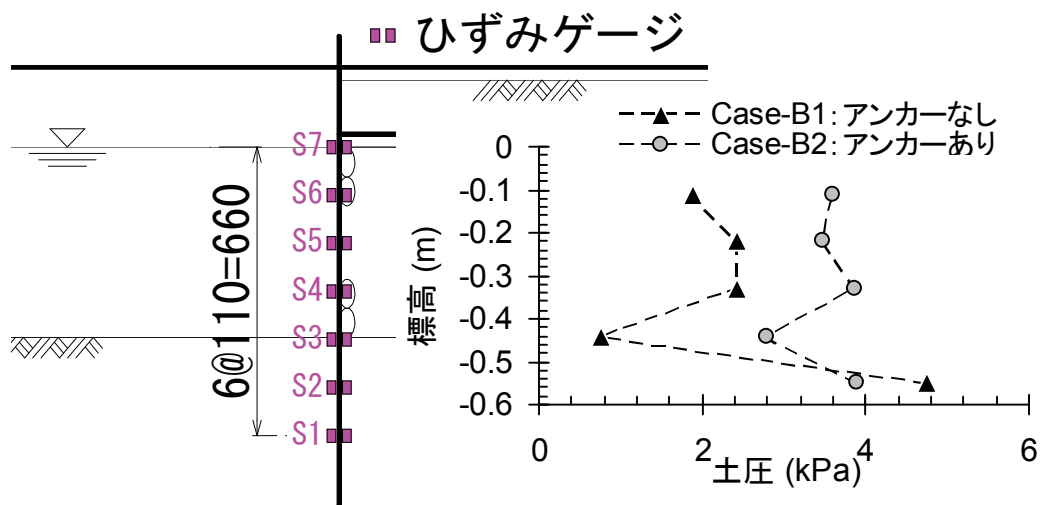 ひずみゲージ
Case-B1：アンカーなし
Case-B2：アンカーあり
S7
S6
S5
S4
S3
S2
S1
6@110=660
標高 (m)
0
-0.1
-0.2
-0.3
-0.4
-0.5
-0.6
0
2
4
6
土圧 (kPa)